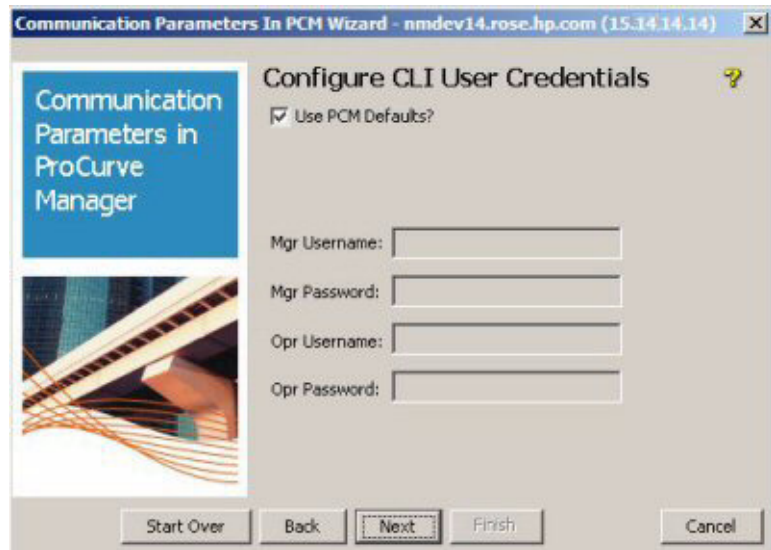 Communication Parameters In PCM Wizard - nmdev14.rose.hp.com (15.14.14.14)
Communication
Parameters in
ProCurve
Manager
Configure CLI User Credentials
?
Use PCM Defaults?
Mgr Username:
Mgr Password:
Opr Username:
Opr Password:
Start Over
Back
Next
Finish
Cancel